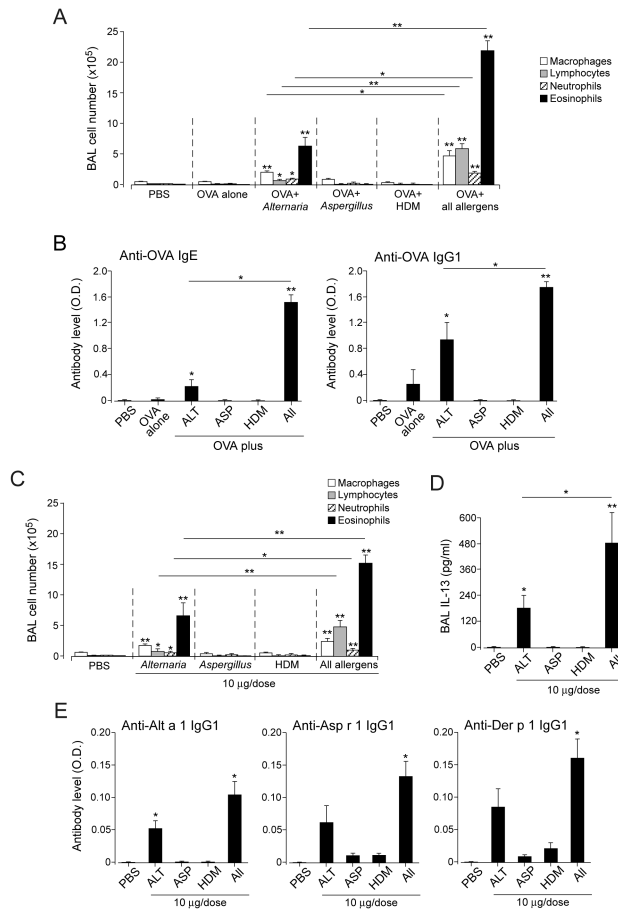 A
BAL cell number (x10⁵)
25
20
15
10
5
0
**
*
**
*
**
*
*
**
**
**
**
**
Macrophages
Lymphocytes
Neutrophils
Eosinophils
PBS
OVA alone
OVA+
Alternaria
OVA+
Aspergillus
OVA+
HDM
OVA+
all allergens
B
Anti-OVA IgE
Antibody level (O.D.)
2.0
1.6
1.2
0.8
0.4
0
*
*
**
PBS
OVA
alone
ALT
ASP
HDM
All
OVA plus
Anti-OVA IgG1
Antibody level (O.D.)
2.0
1.6
1.2
0.8
0.4
0
*
*
**
PBS
OVA
alone
ALT
ASP
HDM
All
OVA plus
C
Macrophages
Lymphocytes
Neutrophils
Eosinophils
BAL cell number (x10⁵)
25
20
15
10
5
0
**
*
**
**
*
*
**
**
**
**
**
PBS
Alternaria
Aspergillus
HDM
All allergens
10 µg/dose
D
BAL IL-13 (pg/ml)
600
480
360
240
120
0
*
*
**
PBS
ALT
ASP
HDM
All
10 µg/dose
E
Anti-Alt a 1 IgG1
Antibody level (O.D.)
0.20
0.15
0.10
0.05
0
*
*
PBS
ALT
ASP
HDM
All
10 µg/dose
Anti-Asp r 1 IgG1
0.20
0.15
0.10
0.05
0
*
PBS
ALT
ASP
HDM
All
10 µg/dose
Anti-Der p 1 IgG1
0.20
0.15
0.10
0.05
0
*
PBS
ALT
ASP
HDM
All
10 µg/dose